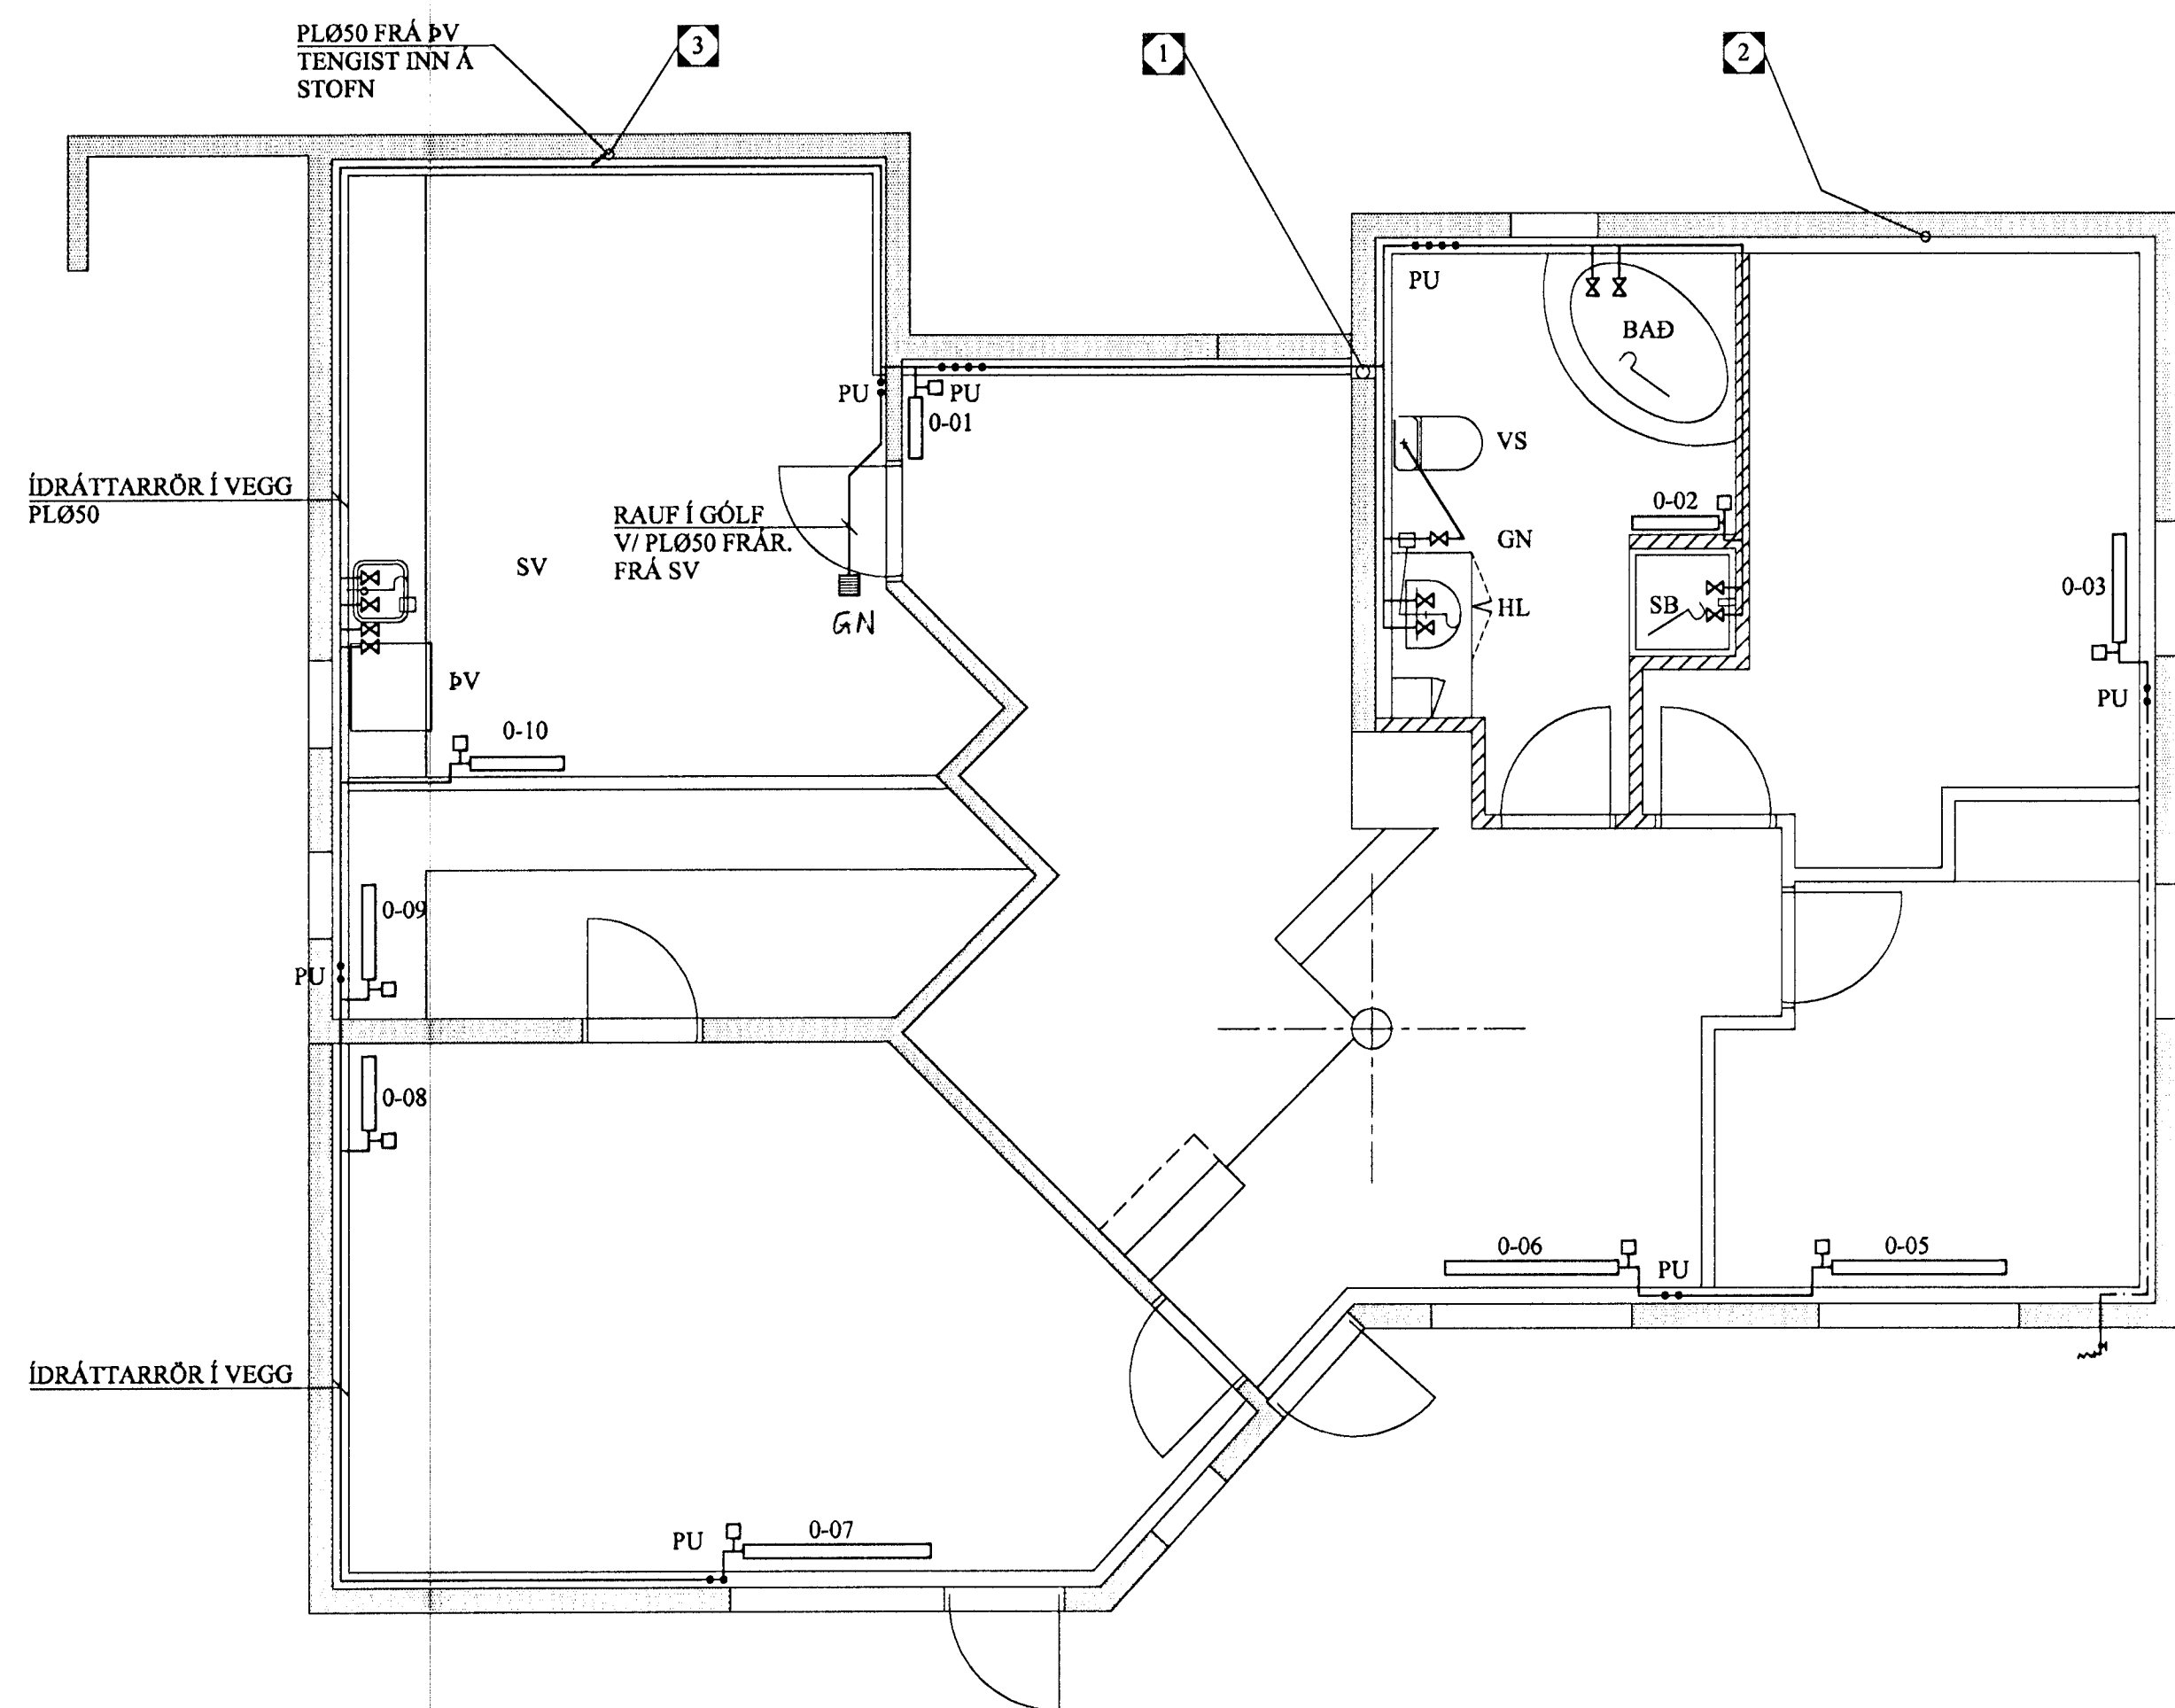 PLØ50 FRÁ ÞV
TENGIST INN Á
STOFN
3
1
2
PU
BAÐ
PU
PU
0-01
VS
ÍDRÁTTARRÖR Í VEGG
PLØ50
0-02
RAUF Í GÓLF
V/ PLØ50 FRÁR.
FRÁ SV
GN
SV
0-03
GN
SB
HL
ÞV
PU
0-10
0-09
PU
0-08
0-06
PU
0-05
ÍDRÁTTARRÖR Í VEGG
PU
0-07